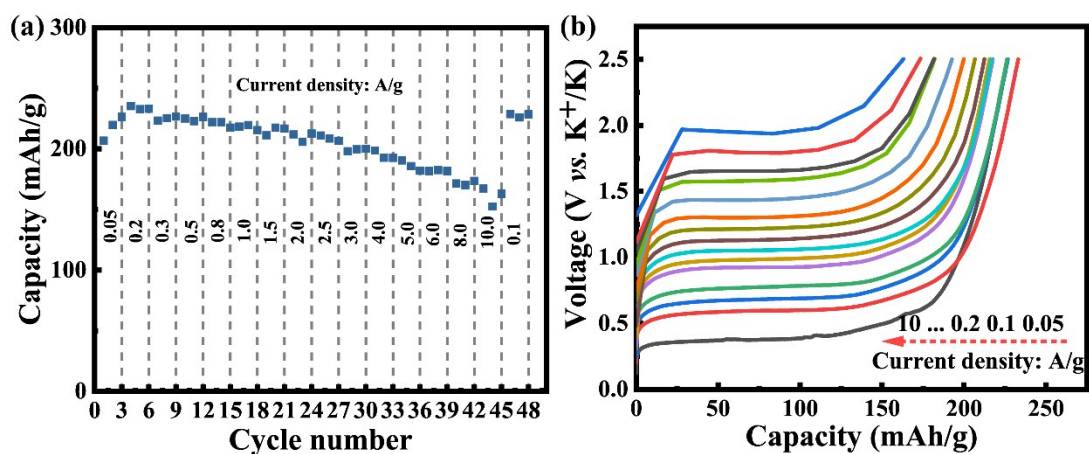 (a)
300
200
100
0
Capacity (mAh/g)
Current density: A/g
0.05
0.2
0.3
0.5
0.8
1.0
1.5
2.0
2.5
3.0
4.0
5.0
6.0
8.0
10.0
0.1
0 3 6 9 12 15 18 21 24 27 30 33 36 39 42 45 48
Cycle number
(b)
2.5
2.0
1.5
1.0
0.5
0.0
Voltage (V vs. K⁺/K)
10 ... 0.2 0.1 0.05
Current density: A/g
0 50 100 150 200 250
Capacity (mAh/g)